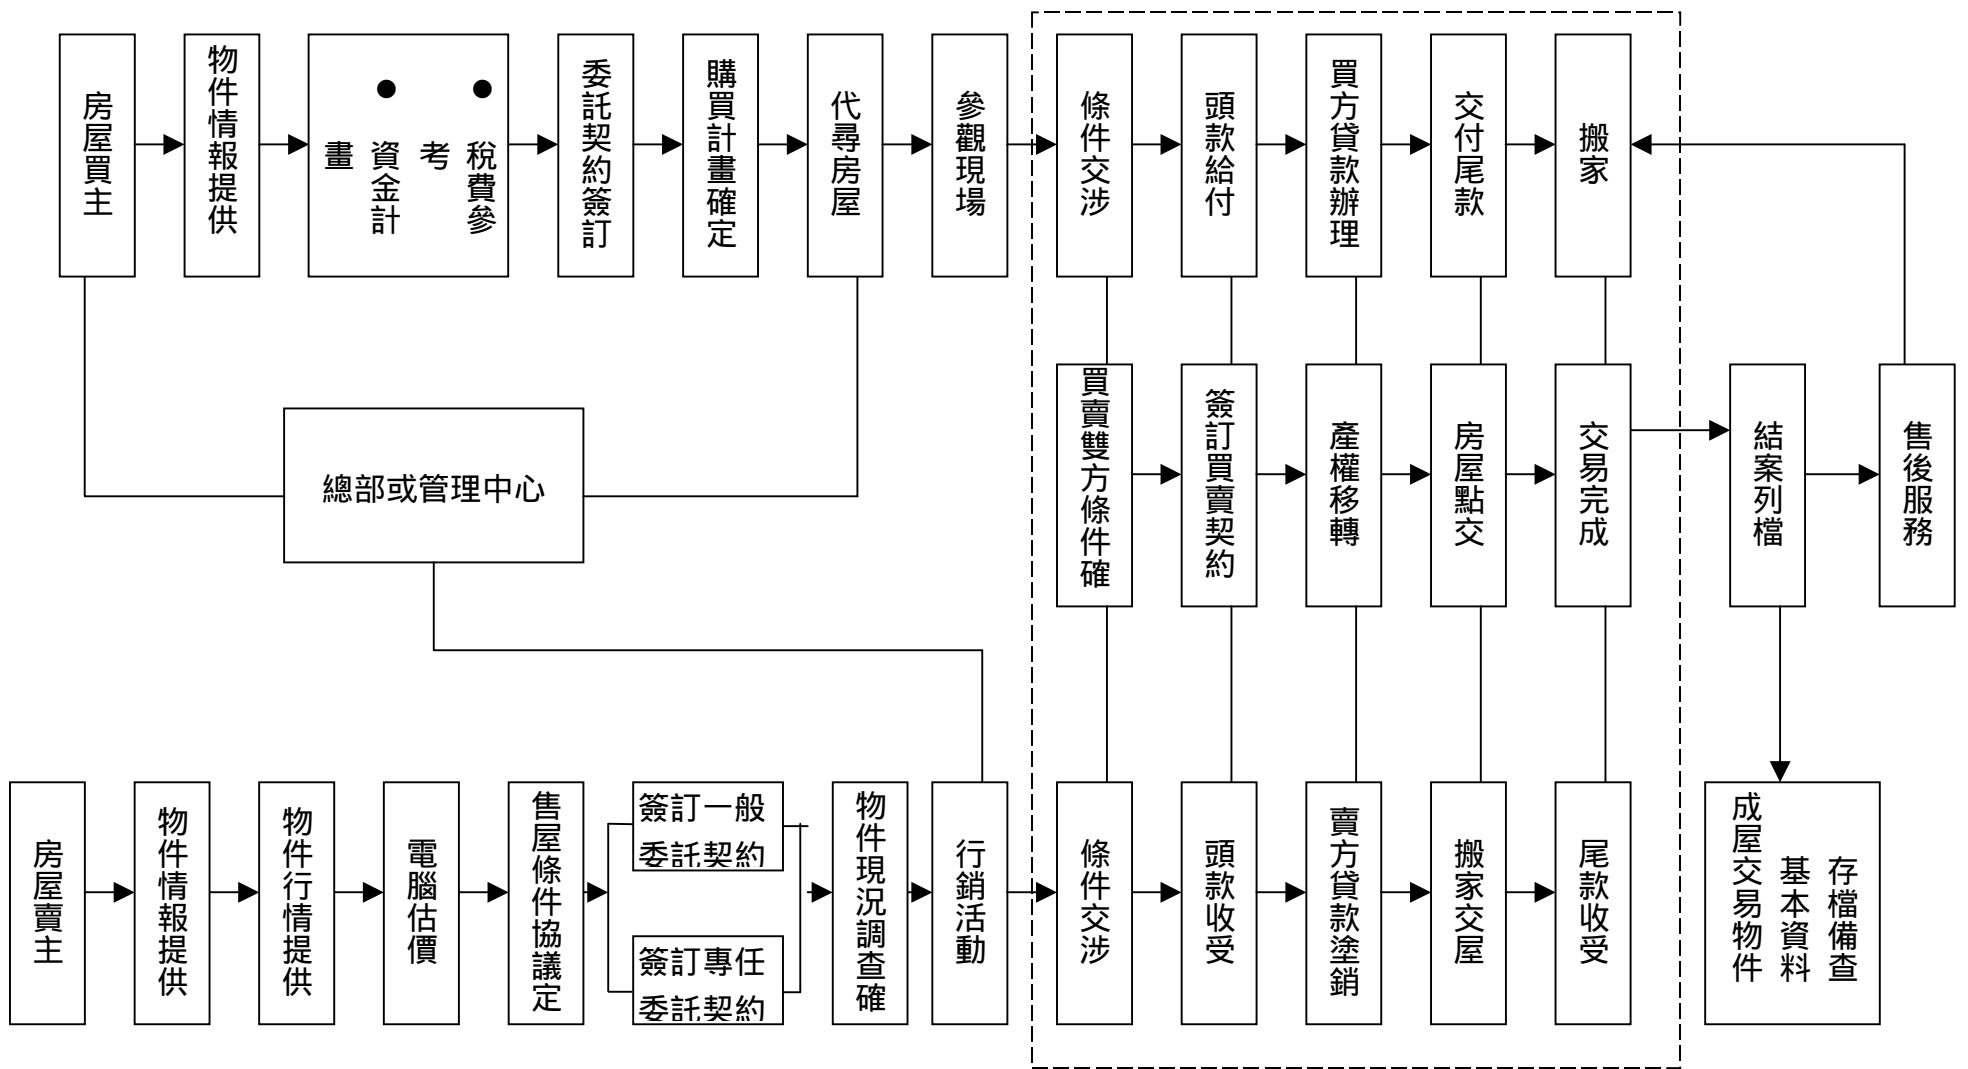 房屋買主
物件情報提供
● 稅費參考
● 資金計畫
委託契約簽訂
購買計畫確定
代尋房屋
參觀現場
條件交涉
頭款給付
買方貸款辦理
交付尾款
搬家
總部或管理中心
買賣雙方條件確
簽訂買賣契約
產權移轉
房屋點交
交易完成
結案列檔
售後服務
房屋賣主
物件情報提供
物件行情提供
電腦估價
售屋條件協議定
簽訂一般
委託契約
簽訂專任
委託契約
物件現況調查確
行銷活動
條件交涉
頭款收受
賣方貸款塗銷
搬家交屋
尾款收受
存檔備查
基本資料
成屋交易物件